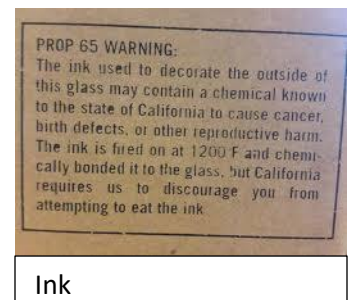 PROP 65 WARNING:
The ink used to decorate the outside of
this glass may contain a chemical known
to the state of California to cause cancer,
birth defects, or other reproductive harm.
The ink is fired on at 1200 F and chemi-
cally bonded it to the glass, but California
requires us to discourage you from
attempting to eat the ink
Ink